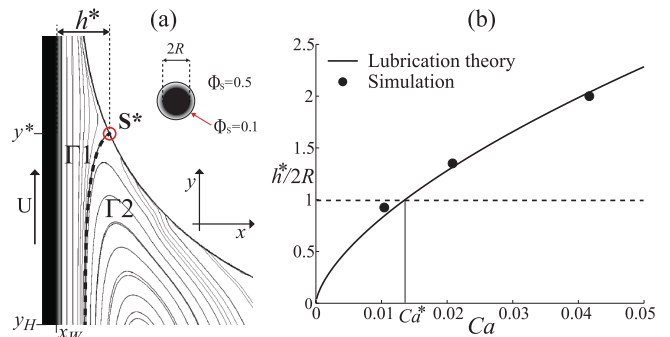 (a)
h*
2R
Φs=0.5
Φs=0.1
S*
y*
Γ1
Γ2
U
y
x
yH
xW
(b)
Lubrication theory
Simulation
2.5
2
1.5
1
0.5
0
h*/2R
0
0.01
Ca*
0.02
0.03
0.04
0.05
Ca